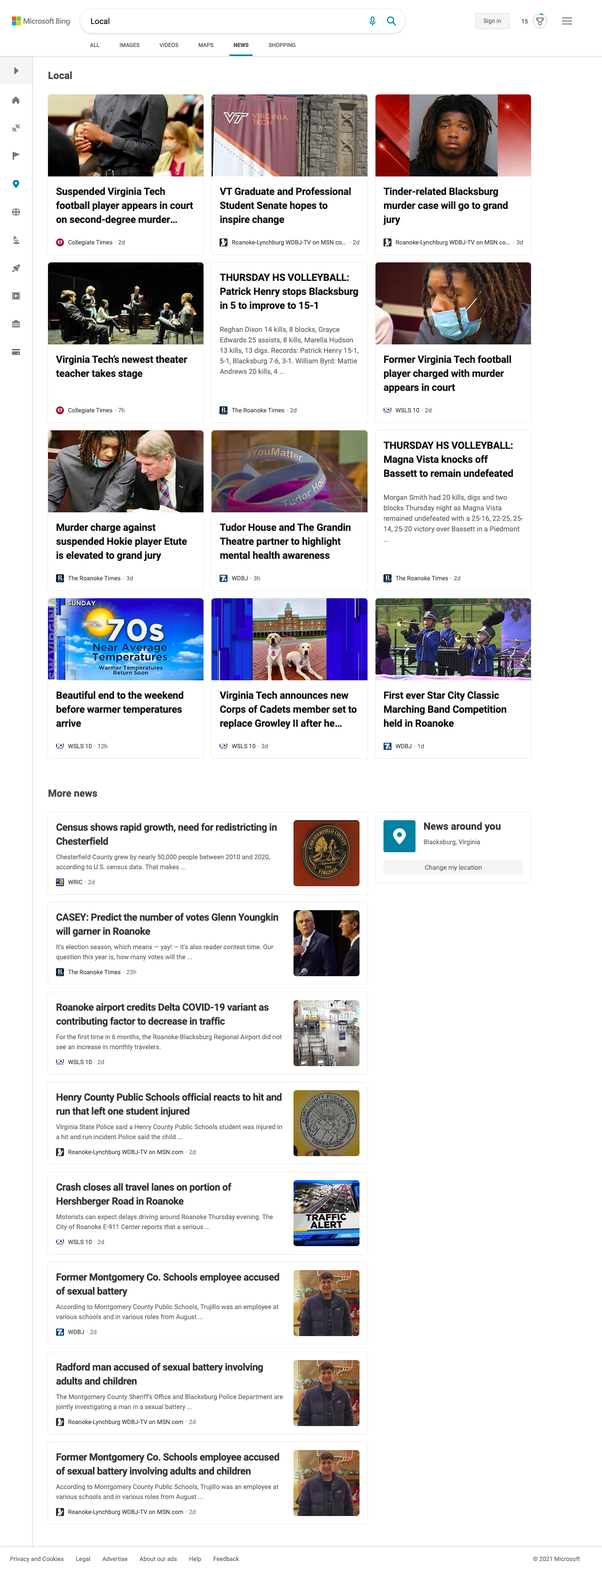 Microsoft Bing
Local
Sign in
15
ALL
IMAGES
VIDEOS
MAPS
NEWS
SHOPPING
Local
VT VIRGINIA
TECH
Suspended Virginia Tech
football player appears in court
on second-degree murder...
Collegiate Times · 2d
VT Graduate and Professional
Student Senate hopes to
inspire change
Roanoke-Lynchburg WDBJ-TV on MSN.co... · 2d
Tinder-related Blacksburg
murder case will go to grand
jury
Roanoke-Lynchburg WDBJ-TV on MSN.co... · 3d
Virginia Tech's newest theater
teacher takes stage
Collegiate Times · 7h
THURSDAY HS VOLLEYBALL:
Patrick Henry stops Blacksburg
in 5 to improve to 15-1
Reghan Dixon 14 kills, 8 blocks, Grayce
Edwards 25 assists, 8 kills, Marella Hudson
13 kills, 13 digs. Records: Patrick Henry 15-1,
5-1, Blacksburg 7-6, 3-1. William Byrd: Mattie
Andrews 20 kills, 4 ...
The Roanoke Times · 2d
Former Virginia Tech football
player charged with murder
appears in court
WSLS 10 · 2d
Murder charge against
suspended Hokie player Etute
is elevated to grand jury
The Roanoke Times · 3d
#YouMatter
Tudor House
Tudor House and The Grandin
Theatre partner to highlight
mental health awareness
WDBJ · 3h
THURSDAY HS VOLLEYBALL:
Magna Vista knocks off
Bassett to remain undefeated
Morgan Smith had 20 kills, digs and two
blocks Thursday night as Magna Vista
remained undefeated with a 25-16, 22-25, 25-
14, 25-20 victory over Bassett in a Piedmont
...
The Roanoke Times · 2d
SUNDAY
70s
Near Average
Temperatures
Warmer Temperatures
Return Soon
Beautiful end to the weekend
before warmer temperatures
arrive
WSLS 10 · 12h
Virginia Tech announces new
Corps of Cadets member set to
replace Growley II after he...
WSLS 10 · 3d
First ever Star City Classic
Marching Band Competition
held in Roanoke
WDBJ · 1d
More news
Census shows rapid growth, need for redistricting in
Chesterfield
Chesterfield County grew by nearly 50,000 people between 2010 and 2020,
according to U.S. census data. That makes ...
WRIC · 2d
CHESTERFIELD COUNTY
VIRGINIA
News around you
Blacksburg, Virginia
Change my location
CASEY: Predict the number of votes Glenn Youngkin
will garner in Roanoke
It's election season, which means — yay! — it's also reader contest time. Our
question this year is, how many votes will the ...
The Roanoke Times · 23h
Roanoke airport credits Delta COVID-19 variant as
contributing factor to decrease in traffic
For the first time in 6 months, the Roanoke-Blacksburg Regional Airport did not
see an increase in monthly travelers.
WSLS 10 · 2d
Henry County Public Schools official reacts to hit and
run that left one student injured
Virginia State Police said a Henry County Public Schools student was injured in
a hit and run incident.Police said the child ...
Roanoke-Lynchburg WDBJ-TV on MSN.com · 2d
HENRY COUNTY PUBLIC SCHOOLS
Crash closes all travel lanes on portion of
Hershberger Road in Roanoke
Motorists can expect delays driving around Roanoke Thursday evening. The
City of Roanoke E-911 Center reports that a serious ...
WSLS 10 · 2d
TRAFFIC
ALERT
Former Montgomery Co. Schools employee accused
of sexual battery
According to Montgomery County Public Schools, Trujillo was an employee at
various schools and in various roles from August ...
WDBJ · 2d
Radford man accused of sexual battery involving
adults and children
The Montgomery County Sheriff's Office and Blacksburg Police Department are
jointly investigating a man in a sexual battery ...
Roanoke-Lynchburg WDBJ-TV on MSN.com · 2d
Former Montgomery Co. Schools employee accused
of sexual battery involving adults and children
According to Montgomery County Public Schools, Trujillo was an employee at
various schools and in various roles from August ...
Roanoke-Lynchburg WDBJ-TV on MSN.com · 2d
Privacy and Cookies
Legal
Advertise
About our ads
Help
Feedback
© 2021 Microsoft